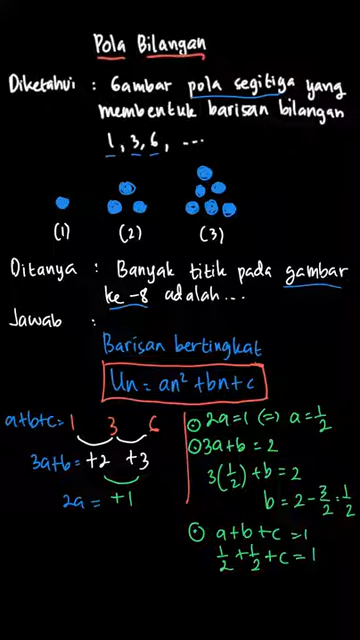 Pola Bilangan
Diketahui : Gambar pola segitiga yang
membentuk barisan bilangan
1, 3, 6, ...
(1) (2) (3)
Ditanya : Banyak titik pada gambar
ke -8 adalah...
Jawab :
Barisan bertingkat
Un = an² + bn + c
a+b+c = 1 3 6
3a+b = +2 +3
2a = +1
2a = 1 (=) a = 1/2
3a+b = 2
3(1/2) + b = 2
b = 2 - 3/2 = 1/2
a + b + c = 1
1/2 + 1/2 + c = 1